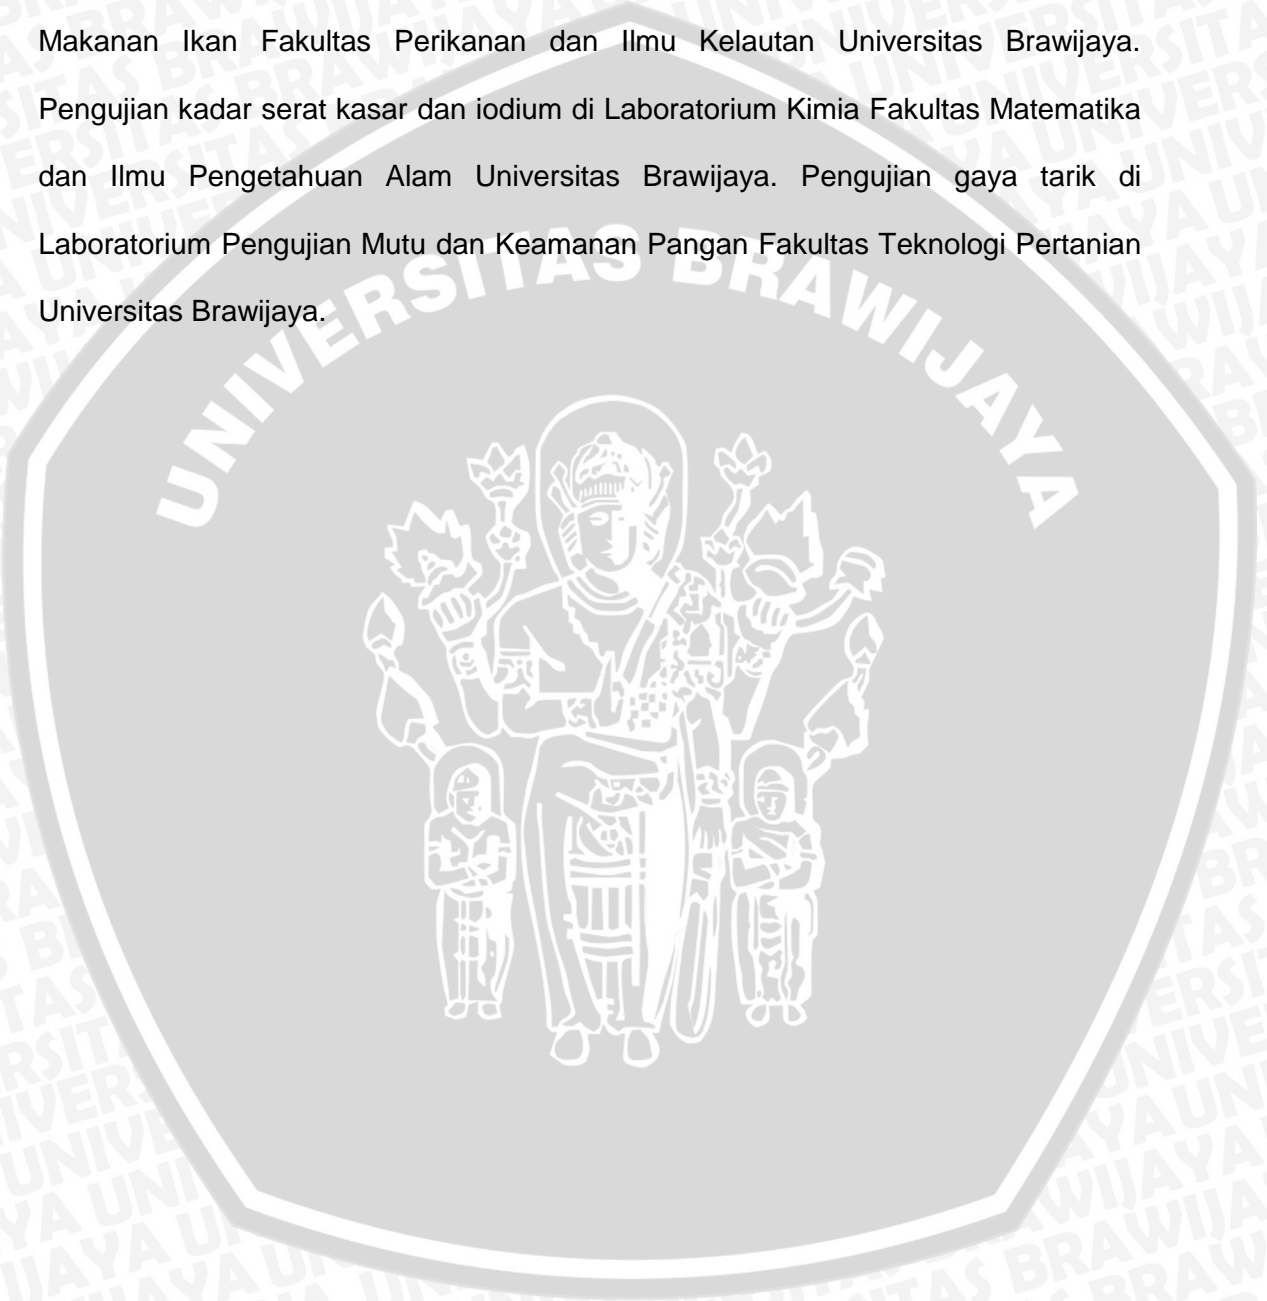 Makanan Ikan Fakultas Perikanan dan Ilmu Kelautan Universitas Brawijaya.
Pengujian kadar serat kasar dan iodium di Laboratorium Kimia Fakultas Matematika
dan Ilmu Pengetahuan Alam Universitas Brawijaya. Pengujian gaya tarik di
Laboratorium Pengujian Mutu dan Keamanan Pangan Fakultas Teknologi Pertanian
Universitas Brawijaya.
UNIVERSITAS BRAWIJAYA